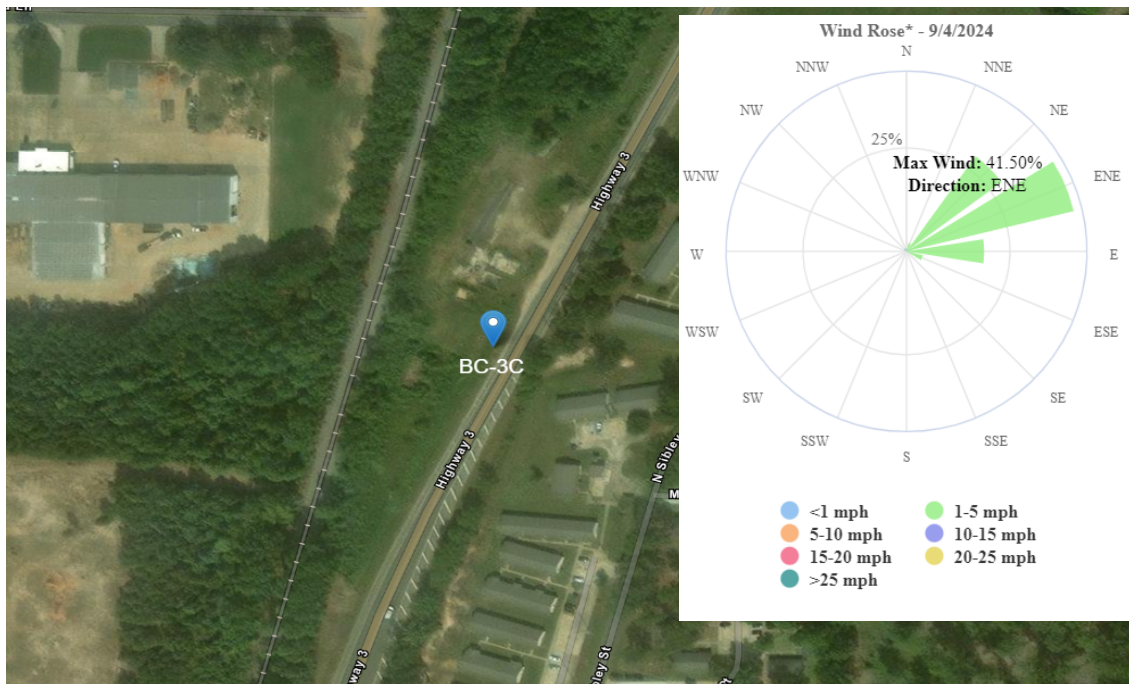 Wind Rose* - 9/4/2024
N
NNW
NNE
NW
NE
25%
Max Wind: 41.50%
Direction: ENE
WNW
ENE
W
E
WSW
ESE
SW
SE
SSW
SSE
S
<1 mph
1-5 mph
5-10 mph
10-15 mph
15-20 mph
20-25 mph
>25 mph
Highway 3
BC-3C
Highway 3
N Sibley
M
way 3
bley St